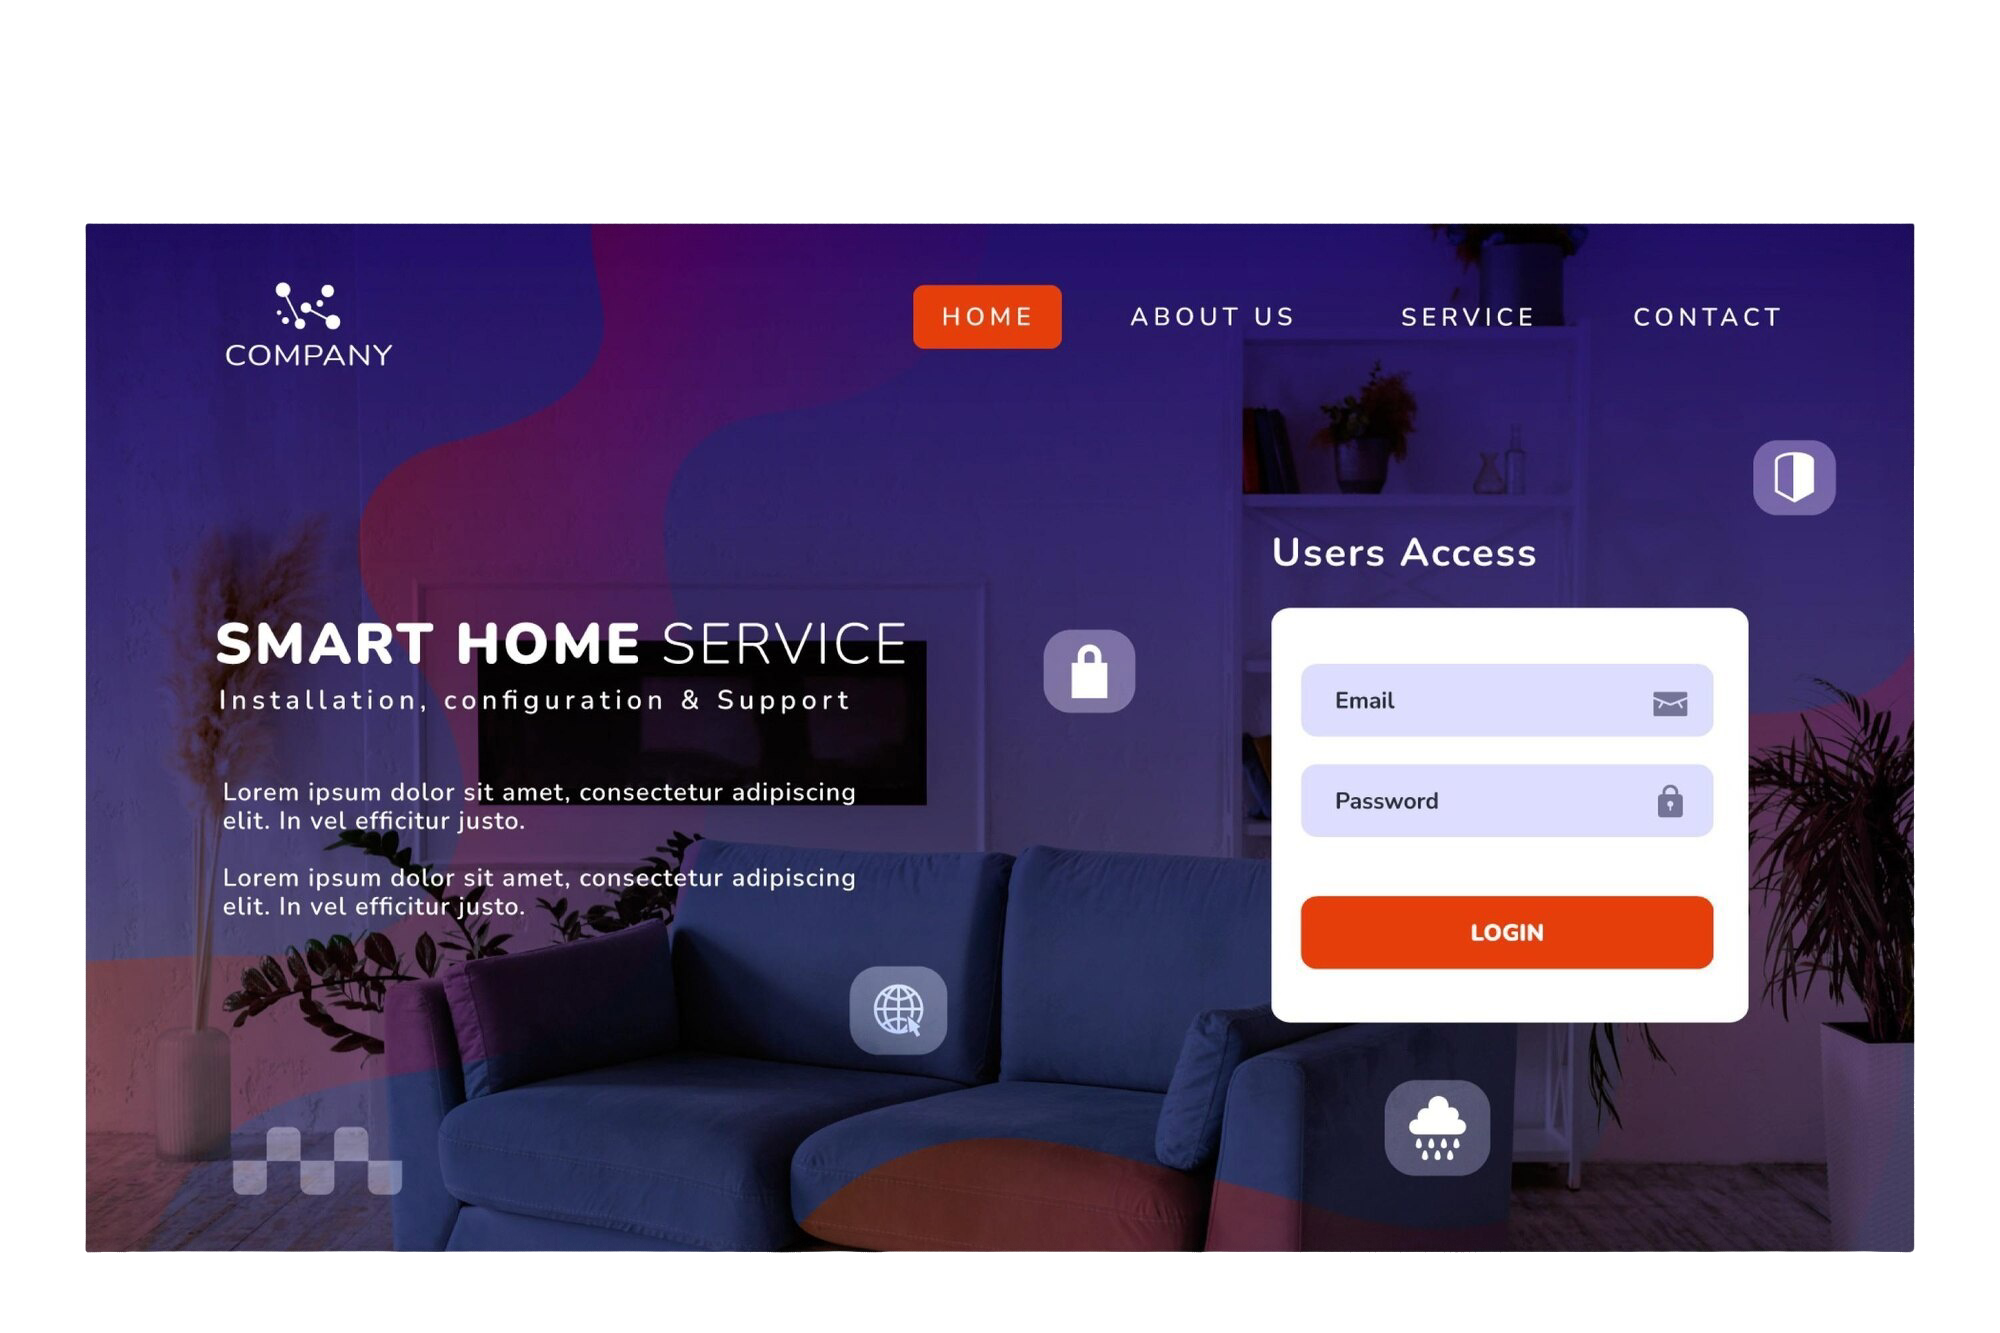 COMPANY
HOME
ABOUT US
SERVICE
CONTACT
SMART HOME SERVICE
Installation, configuration & Support
Lorem ipsum dolor sit amet, consectetur adipiscing
elit. In vel efficitur justo.
Lorem ipsum dolor sit amet, consectetur adipiscing
elit. In vel efficitur justo.
Users Access
Email
Password
LOGIN